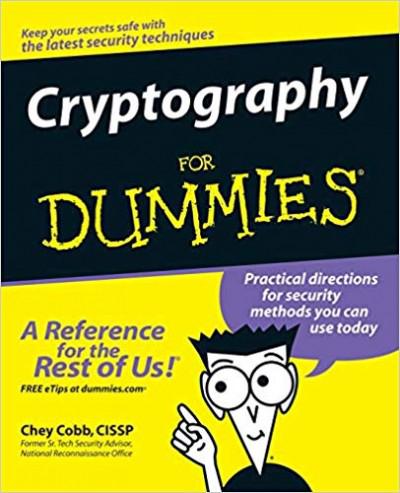 Keep your secrets safe with
the latest security techniques
Cryptography
FOR
DUMMIES®
Practical directions
for security
methods you can
use today
A Reference
for the
Rest of Us!®
FREE eTips at dummies.com®
Chey Cobb, CISSP
Former Sr. Tech Security Advisor,
National Reconnaissance Office